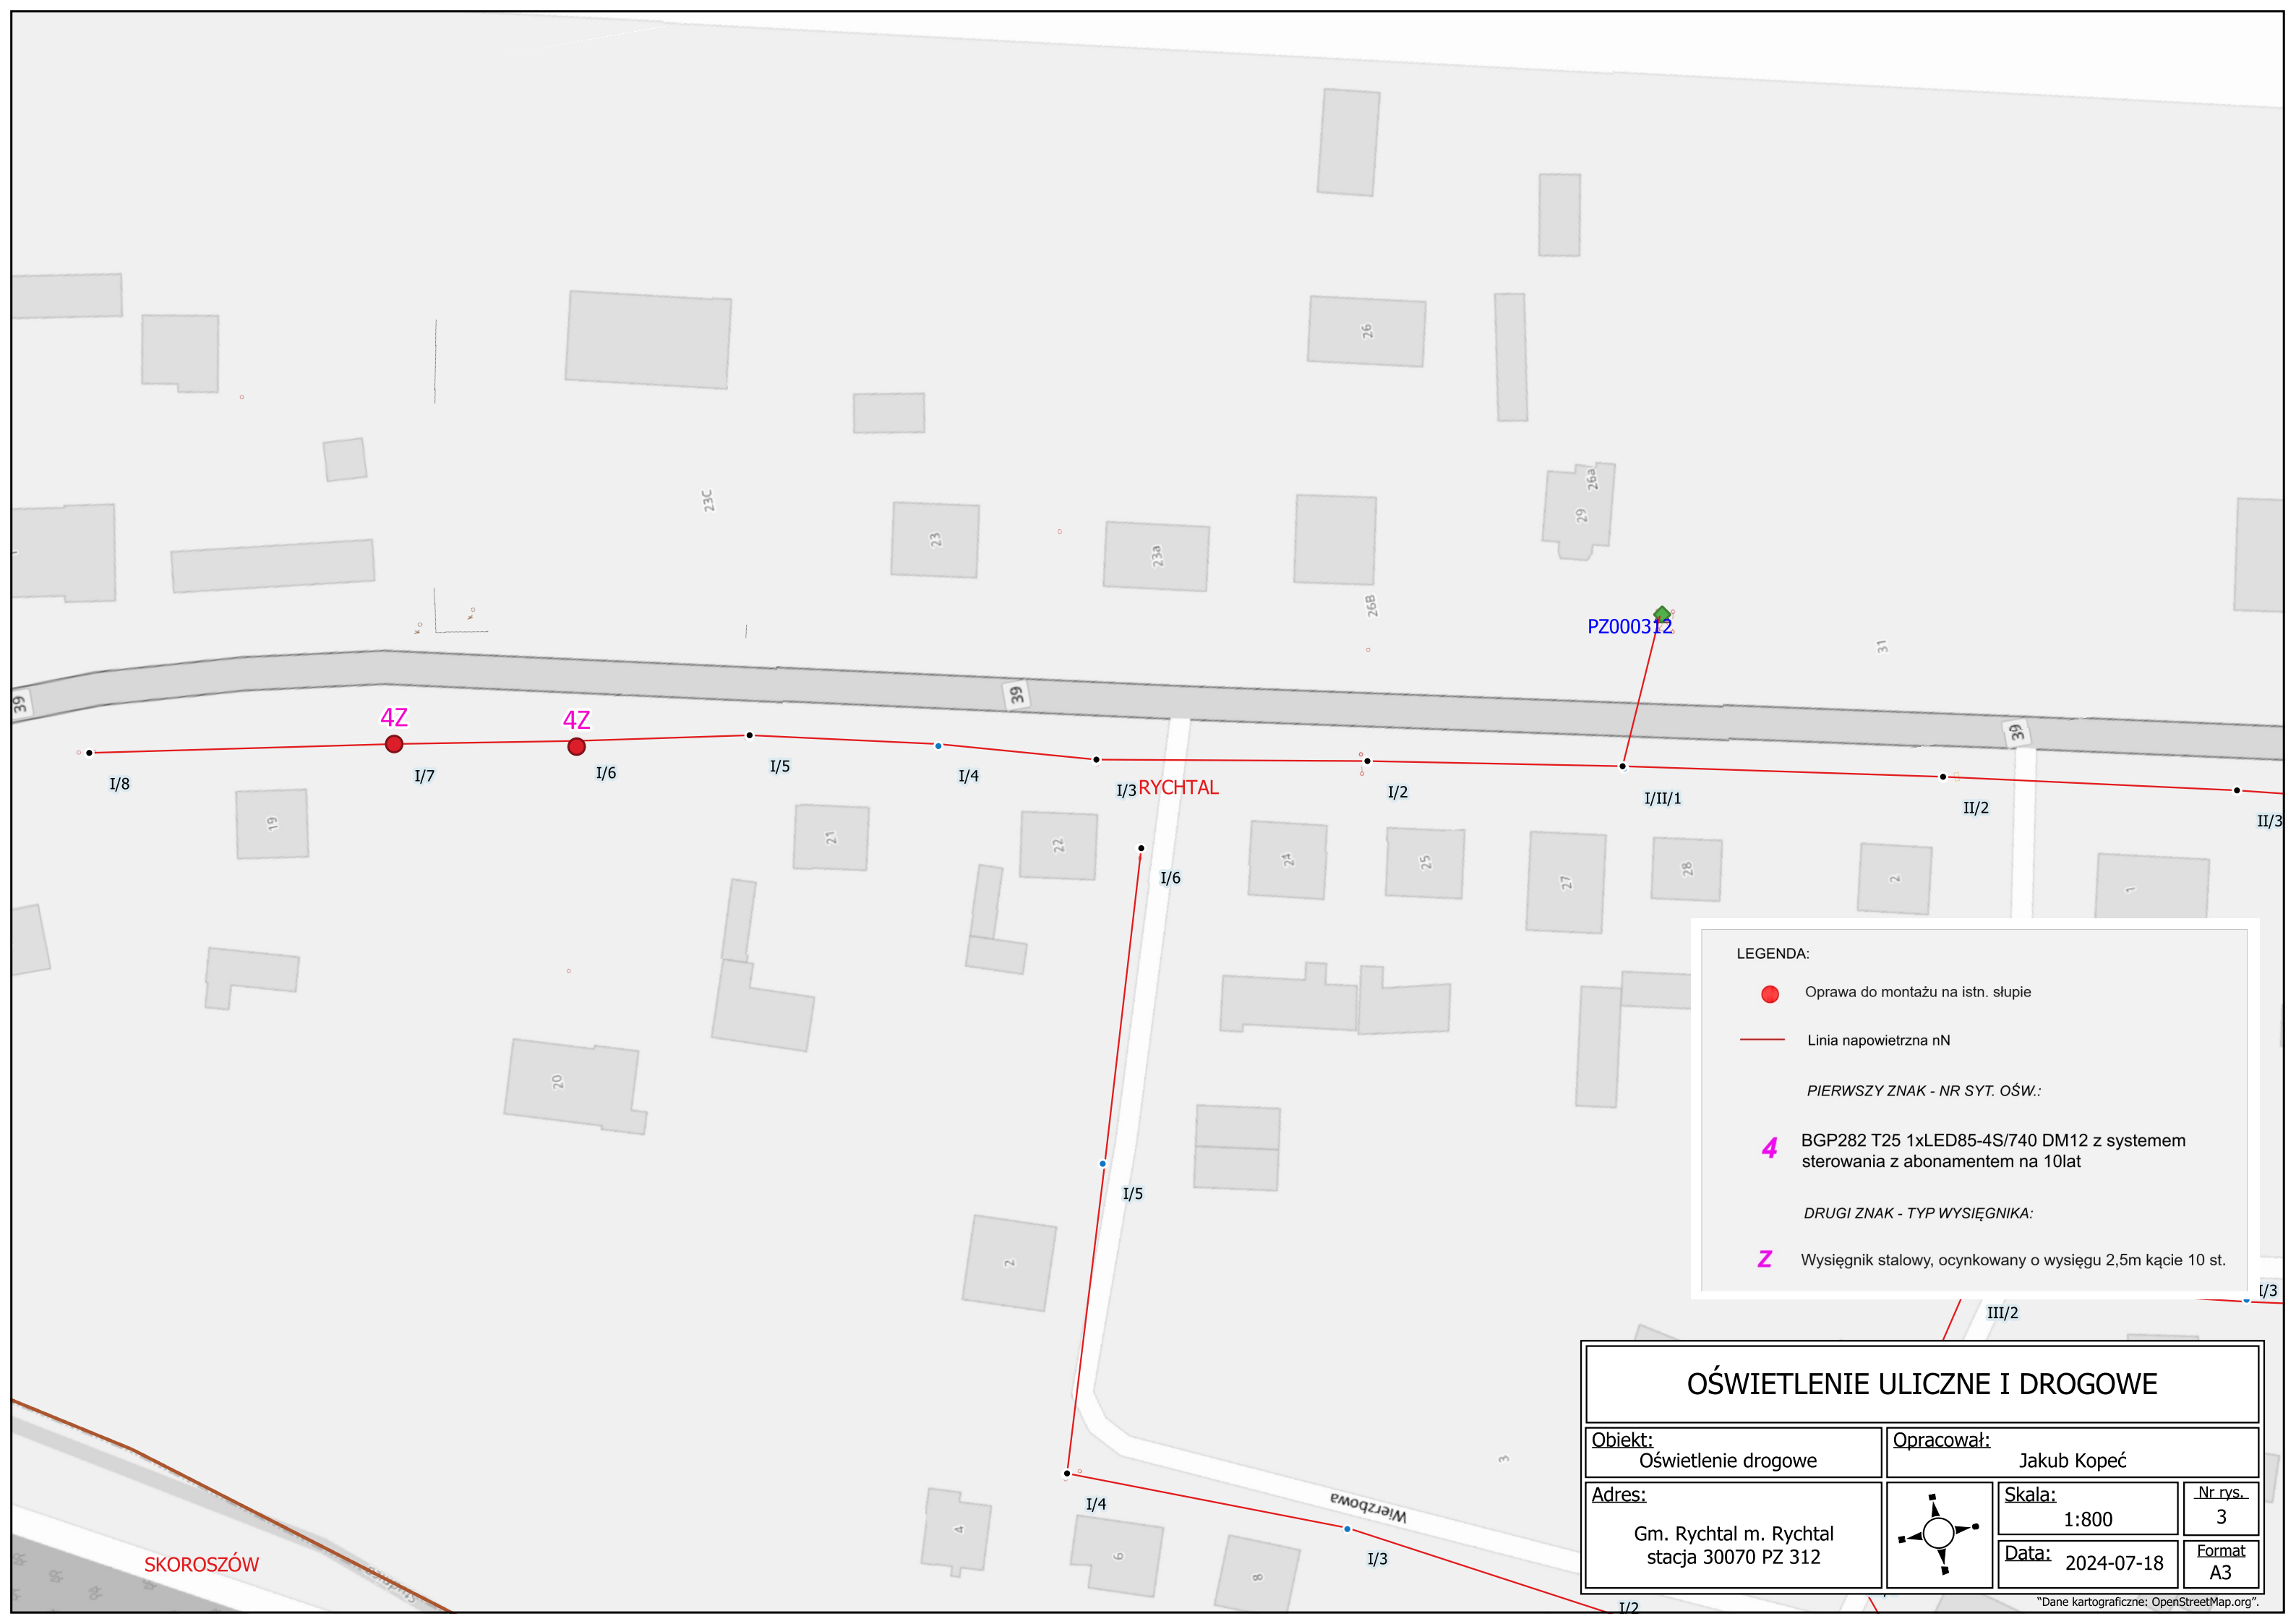 26
26a
29
23C
23
23a
26B
PZ000312
31
39
39
39
4Z
4Z
I/8
I/7
I/6
I/5
I/4
I/3
RYCHTAL
I/2
I/II/1
II/2
II/3
19
21
22
I/6
24
25
27
28
2
1
20
I/5
2
LEGENDA:
Oprawa do montażu na istn. słupie
Linia napowietrzna nN
PIERWSZY ZNAK - NR SYT. OŚW.:
4 BGP282 T25 1xLED85-4S/740 DM12 z systemem
sterowania z abonamentem na 10lat
DRUGI ZNAK - TYP WYSIĘGNIKA:
Z Wysięgnik stalowy, ocynkowany o wysięgu 2,5m kącie 10 st.
I/3
III/2
3
I/4
Wierzbowa
4
6
8
I/3
I/2
SKOROSZÓW
OŚWIETLENIE ULICZNE I DROGOWE
Obiekt:
Oświetlenie drogowe
Opracował:
Jakub Kopeć
Adres:
Gm. Rychtal m. Rychtal
stacja 30070 PZ 312
Skala:
1:800
Nr rys.
3
Data: 2024-07-18
Format
A3
"Dane kartograficzne: OpenStreetMap.org".